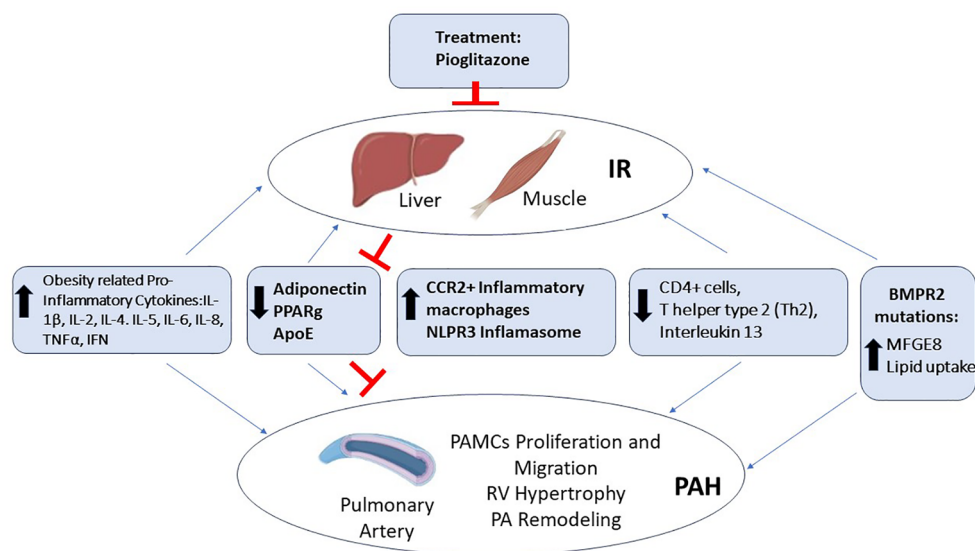 Treatment:
Pioglitazone
IR
Liver
Muscle
Obesity related Pro-
Inflammatory Cytokines:IL-
1β, IL-2, IL-4. IL-5, IL-6, IL-8,
TNFα, IFN
Adiponectin
PPARg
ApoE
CCR2+ Inflammatory
macrophages
NLPR3 Inflamasome
CD4+ cells,
T helper type 2 (Th2),
Interleukin 13
BMPR2
mutations:
MFGE8
Lipid uptake
Pulmonary
Artery
PAMCs Proliferation and
Migration
RV Hypertrophy
PA Remodeling
PAH